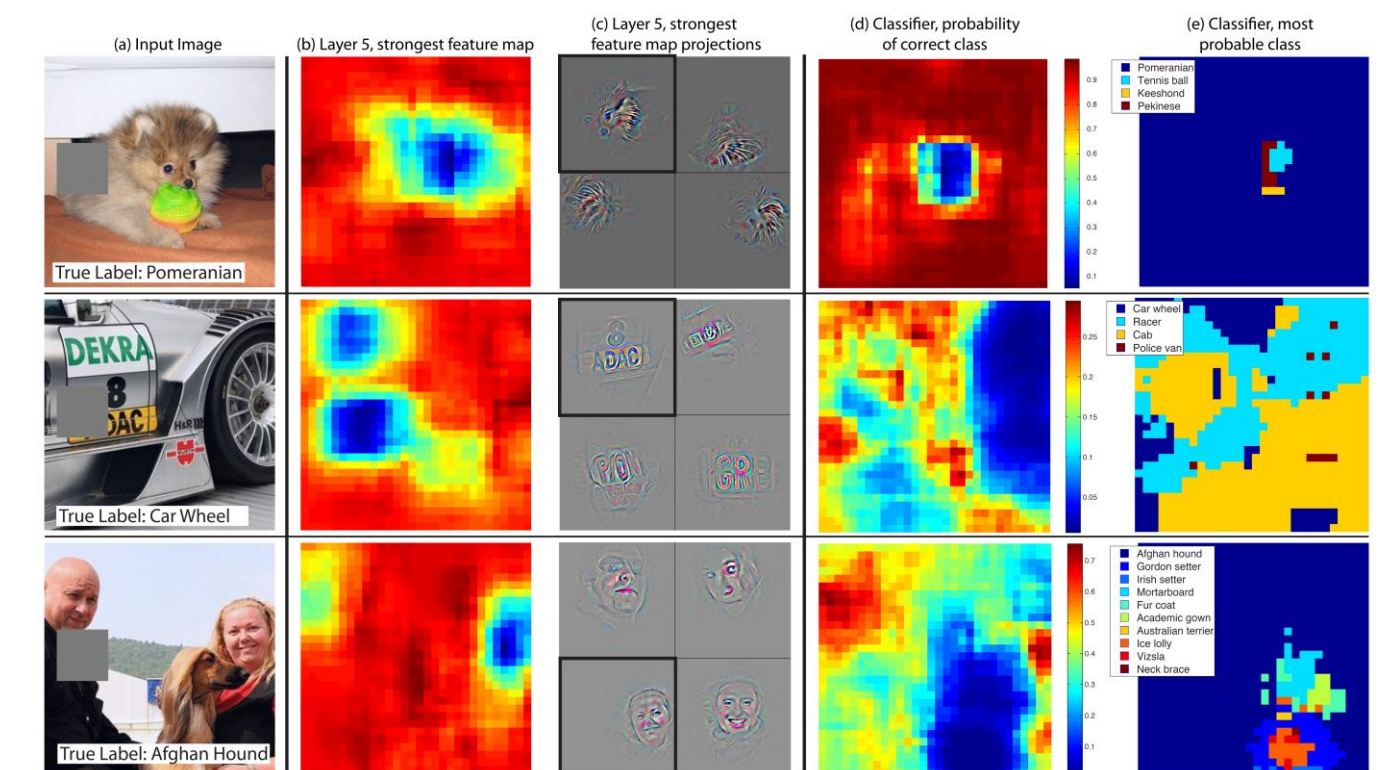 (a) Input Image
(b) Layer 5, strongest feature map
(c) Layer 5, strongest
feature map projections
(d) Classifier, probability
of correct class
(e) Classifier, most
probable class
True Label: Pomeranian
0.9
0.8
0.7
0.6
0.5
0.4
0.3
0.2
0.1
Pomeranian
Tennis ball
Keeshond
Pekinese
DEKRA
8
ADAC
H&R
True Label: Car Wheel
8
ADAC
PON
GRE
0.25
0.2
0.15
0.1
0.05
Car wheel
Racer
Cab
Police van
True Label: Afghan Hound
0.7
0.6
0.5
0.4
0.3
0.2
0.1
Afghan hound
Gordon setter
Irish setter
Mortarboard
Fur coat
Academic gown
Australian terrier
Ice lolly
Vizsla
Neck brace